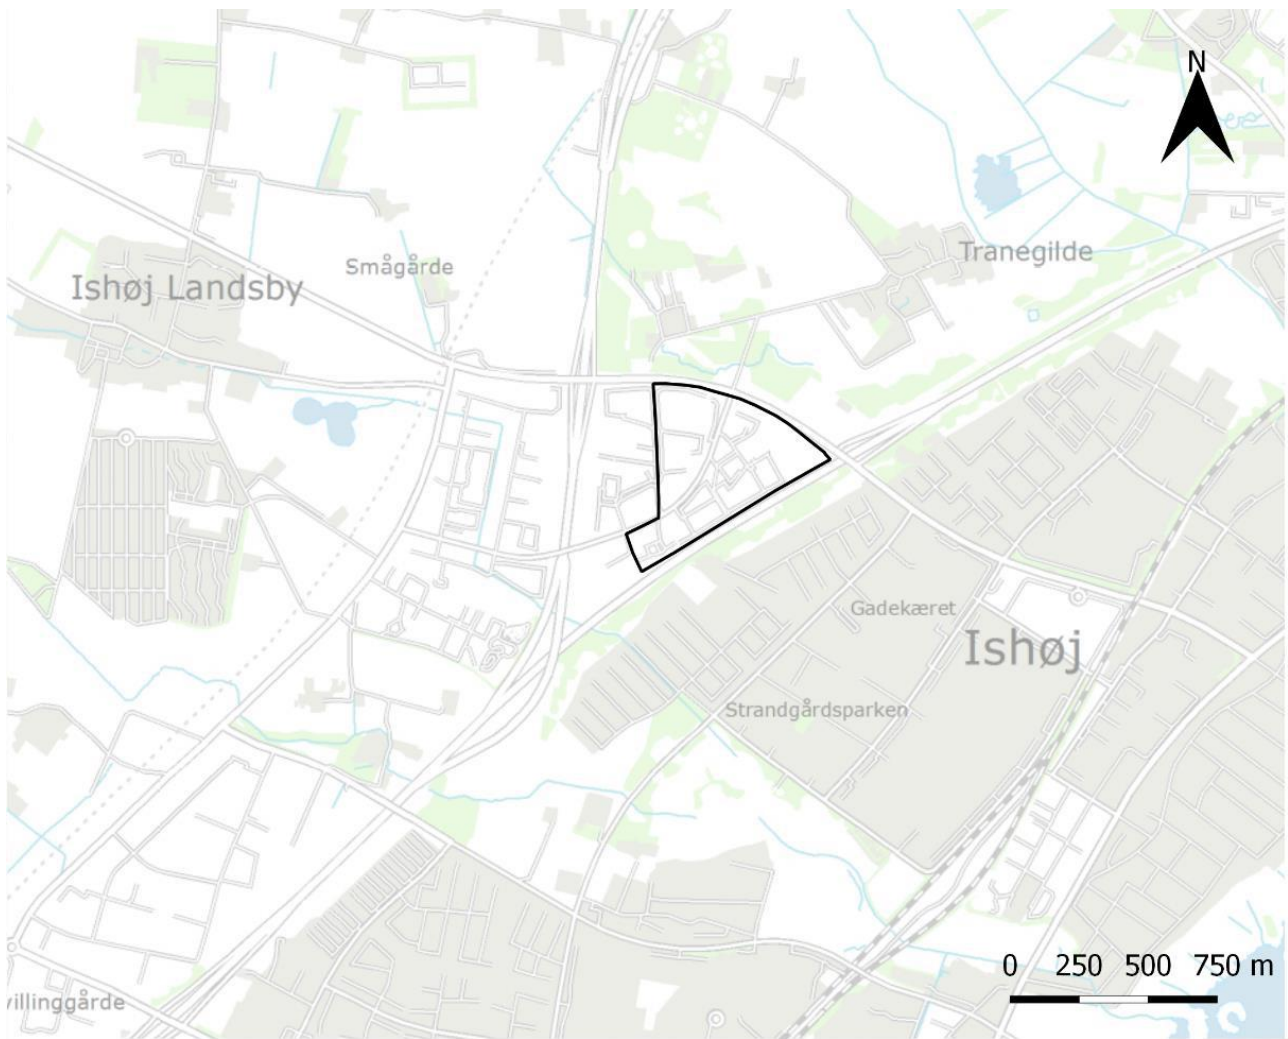 N
Tranegilde
Smågårde
Ishøj Landsby
Gadekæret
Ishøj
Strandgårdsparken
0 250 500 750 m
villinggårde